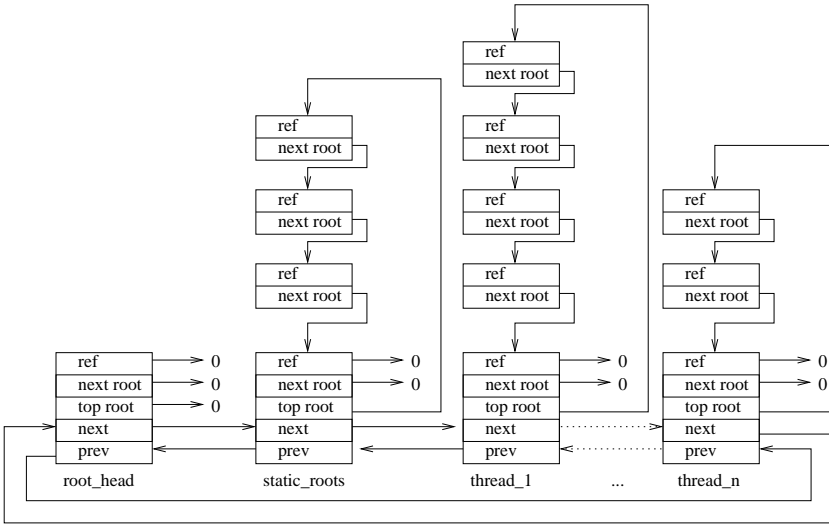 ref
next root
ref
next root
ref
next root
ref
next root
ref
next root
ref
next root
ref
next root
ref
next root
ref
next root
ref 0
next root 0
top root 0
next
prev
root_head
ref 0
next root 0
top root
next
prev
static_roots
ref 0
next root 0
top root
next
prev
thread_1
...
ref 0
next root 0
top root
next
prev
thread_n